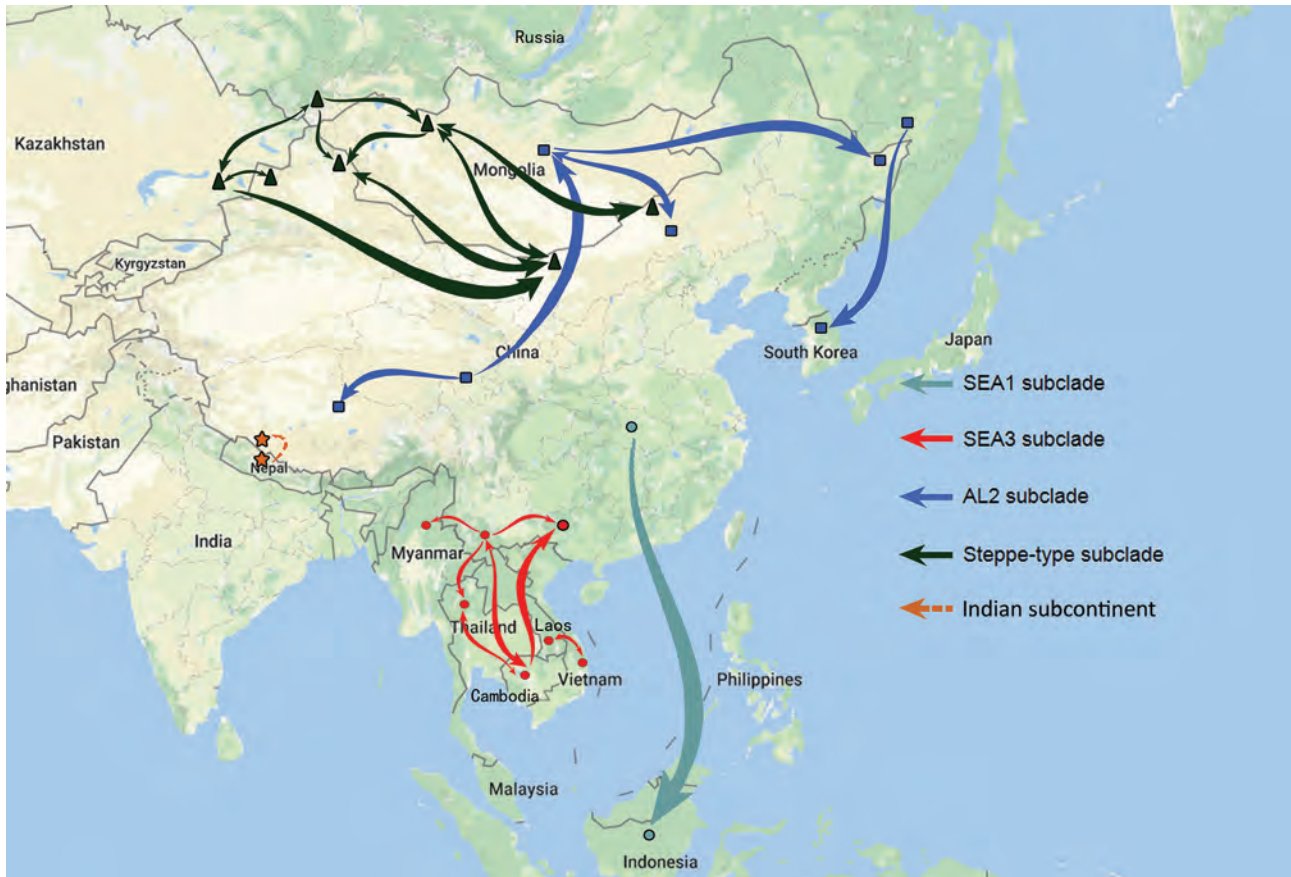 Russia
Kazakhstan
Mongolia
Kyrgyzstan
China
South Korea
Japan
ghanistan
SEA1 subclade
Pakistan
SEA3 subclade
Nepal
AL2 subclade
India
Myanmar
Steppe-type subclade
Indian subcontinent
Thailand
Laos
Vietnam
Philippines
Cambodia
Malaysia
Indonesia